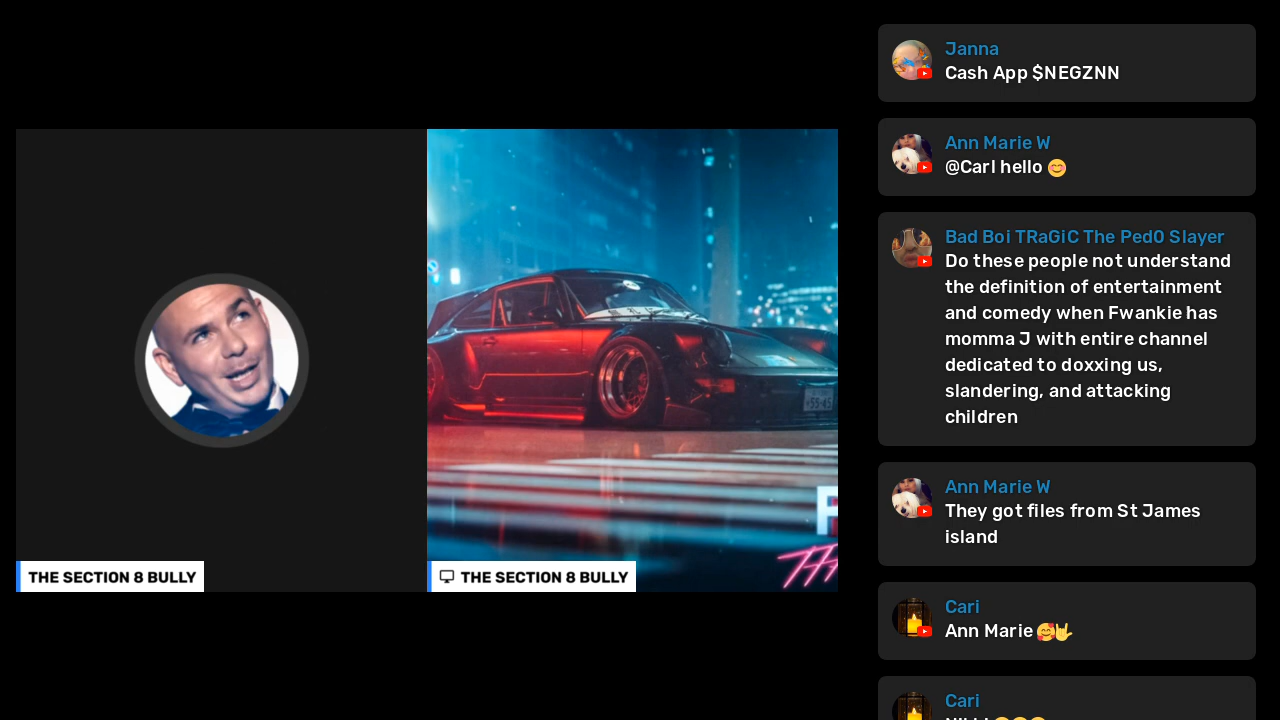 Janna
Cash App $NEGZNN
Ann Marie W
@Carl hello 😊
Bad Boi TRaGiC The Ped0 Slayer
Do these people not understand
the definition of entertainment
and comedy when Fwankie has
momma J with entire channel
dedicated to doxxing us,
slandering, and attacking
children
Ann Marie W
They got files from St James
island
Cari
Ann Marie 🥰🤟
Cari
THE SECTION 8 BULLY
THE SECTION 8 BULLY